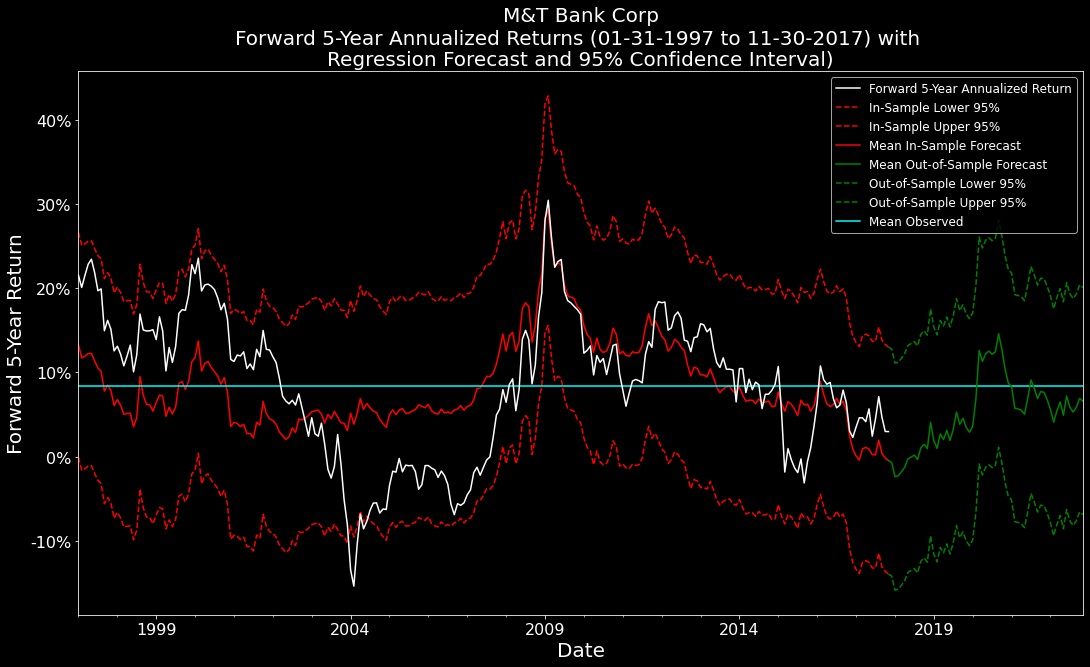 M&T Bank Corp
Forward 5-Year Annualized Returns (01-31-1997 to 11-30-2017) with
Regression Forecast and 95% Confidence Interval)
Forward 5-Year Annualized Return
In-Sample Lower 95%
In-Sample Upper 95%
Mean In-Sample Forecast
Mean Out-of-Sample Forecast
Out-of-Sample Lower 95%
Out-of-Sample Upper 95%
Mean Observed
Forward 5-Year Return
40%
30%
20%
10%
0%
-10%
1999
2004
2009
2014
2019
Date